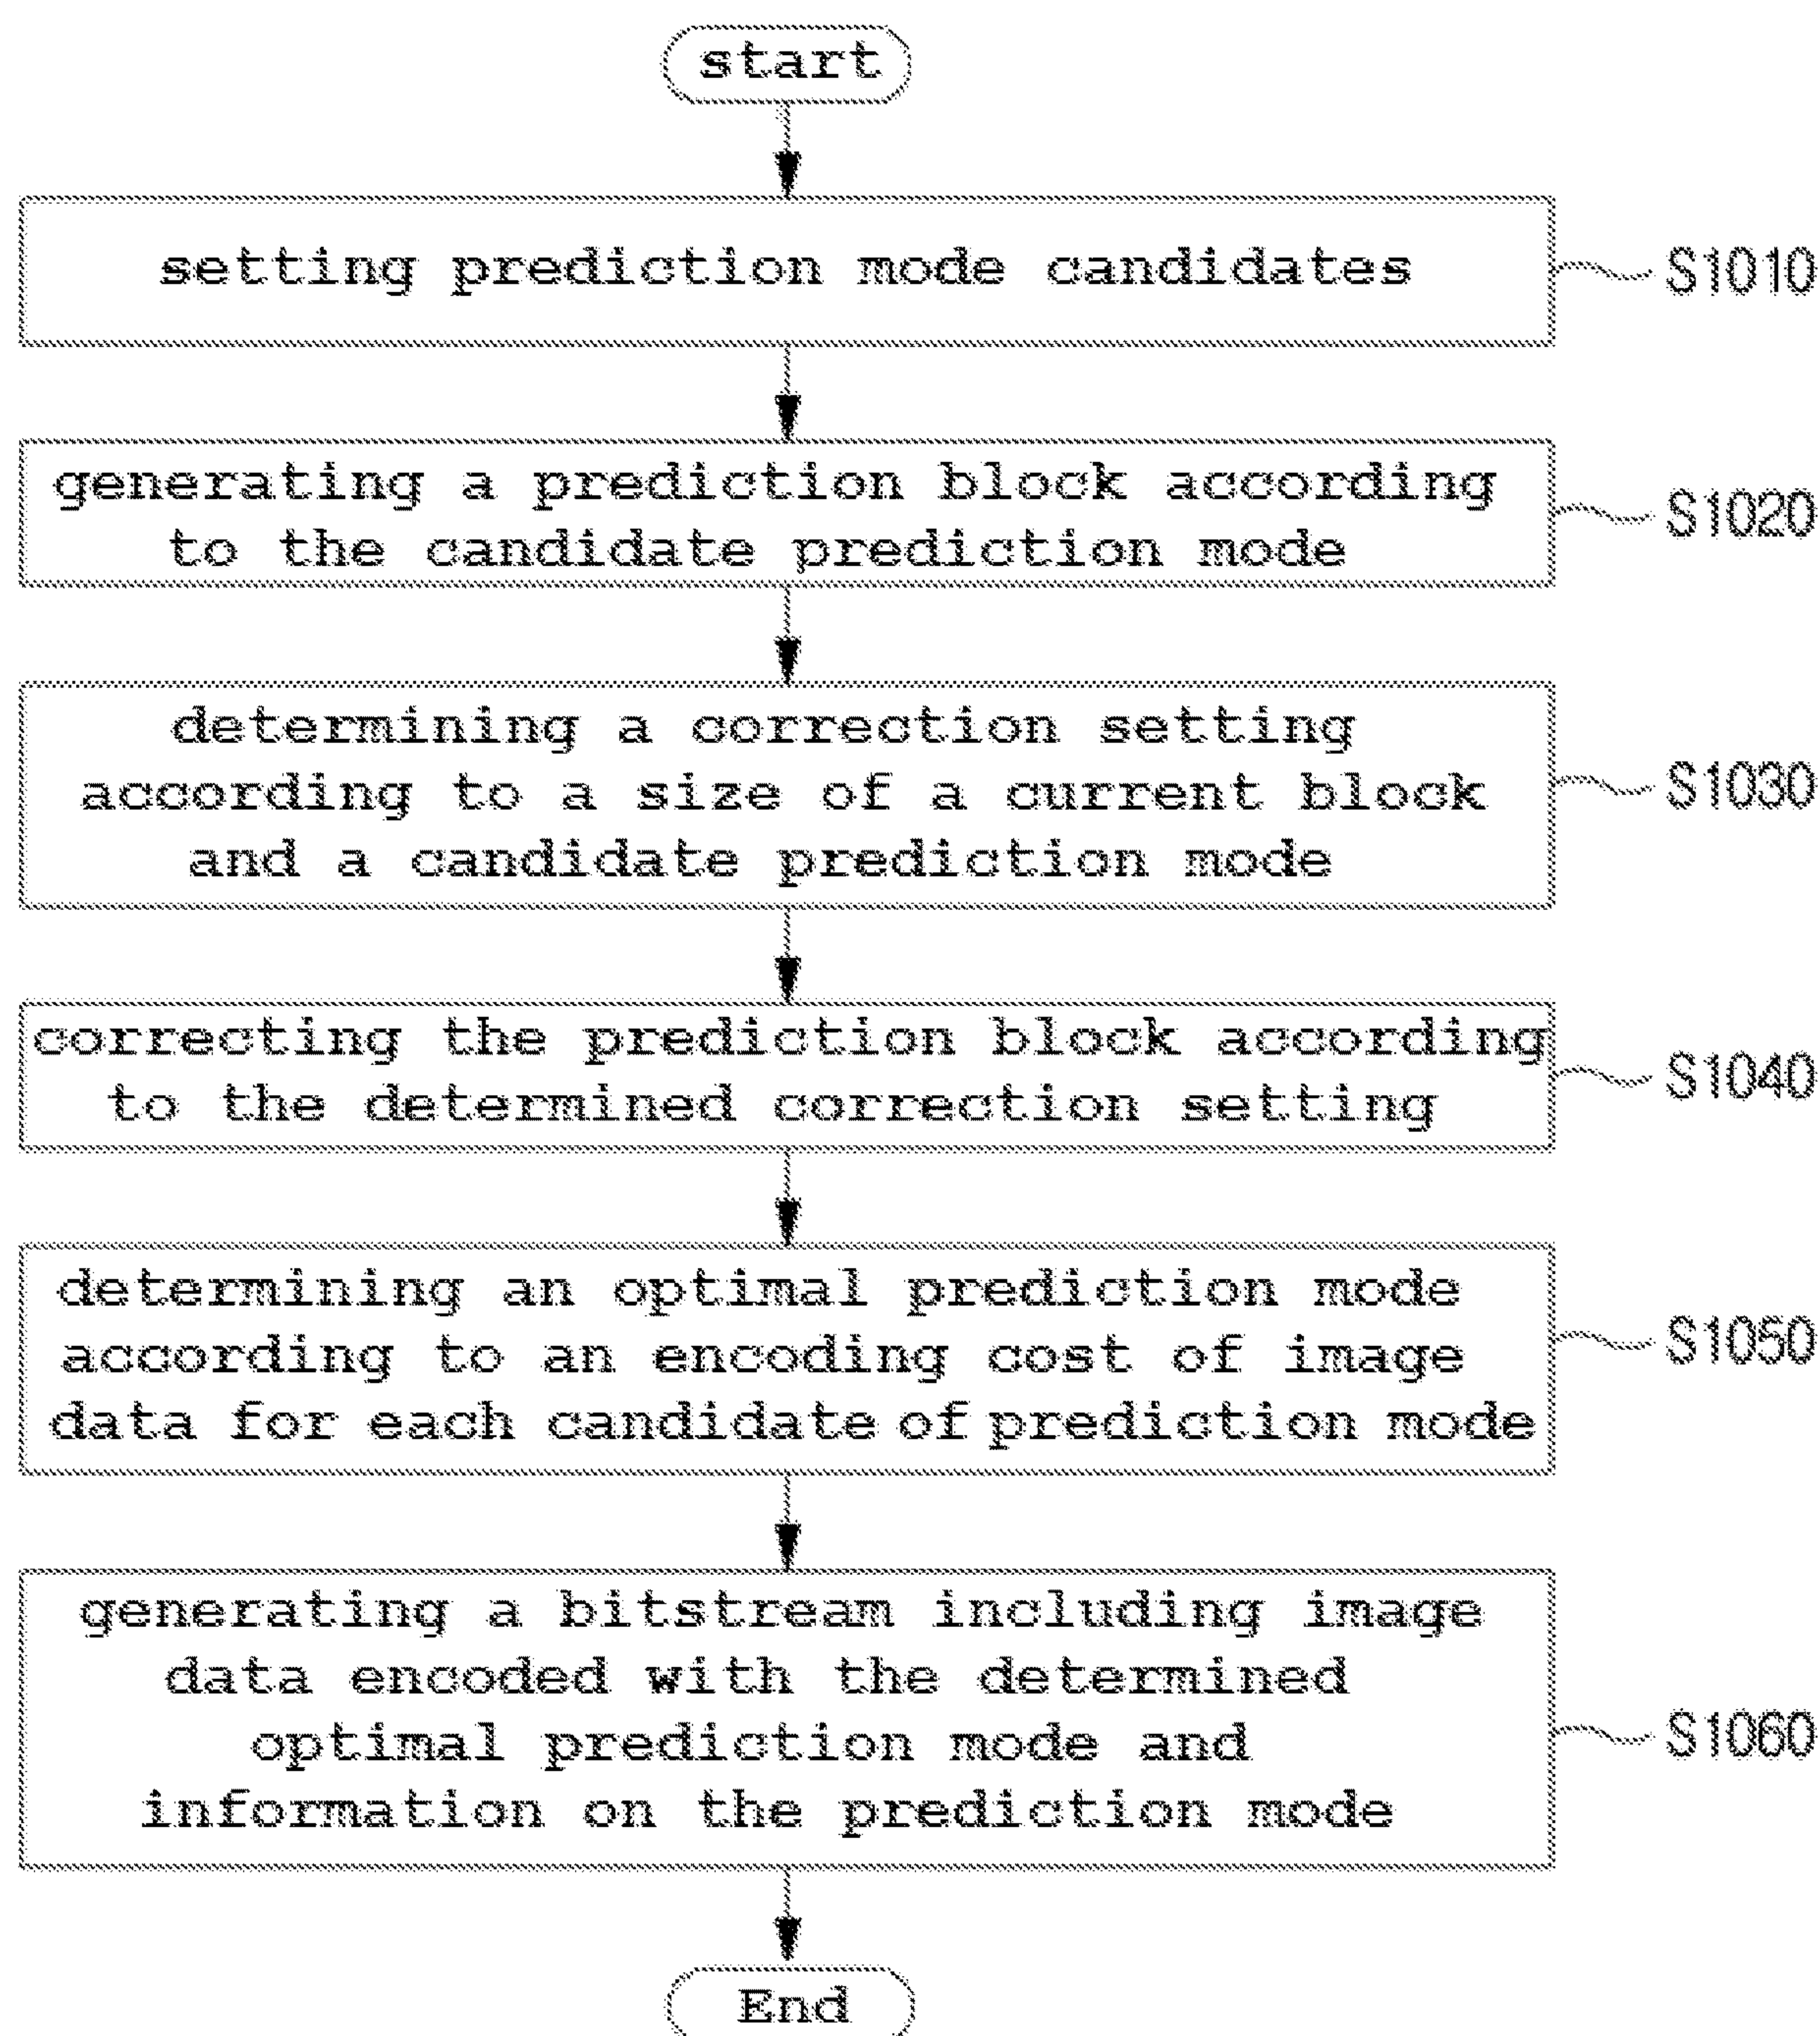 start
setting prediction mode candidates
S1010
generating a prediction block according
to the candidate prediction mode
S1020
determining a correction setting
according to a size of a current block
and a candidate prediction mode
S1030
correcting the prediction block according
to the determined correction setting
S1040
determining an optimal prediction mode
according to an encoding cost of image
data for each candidate of prediction mode
S1050
generating a bitstream including image
data encoded with the determined
optimal prediction mode and
information on the prediction mode
S1060
End